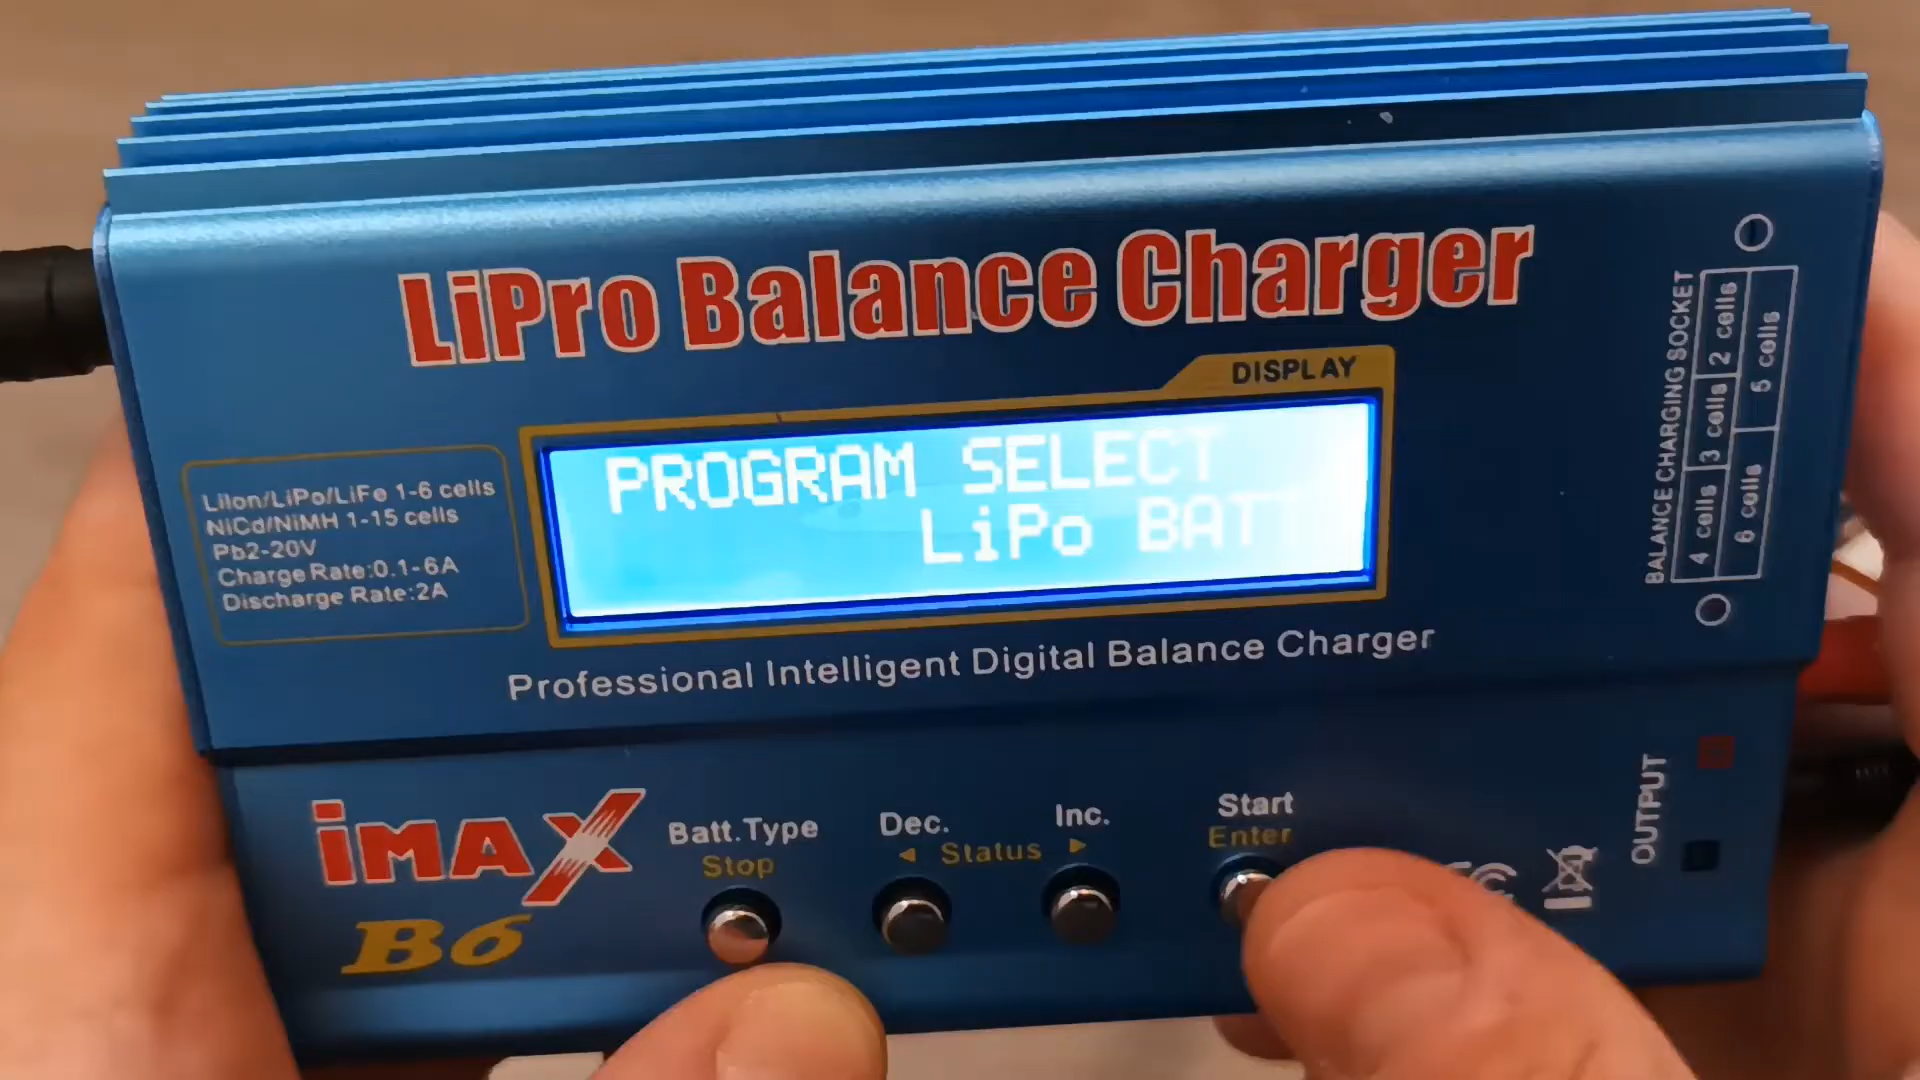 LiPro Balance Charger
DISPLAY
PROGRAM SELECT
LiPo BATT
LiIon/LiPo/LiFe 1-6 cells
NiCd/NiMH 1-15 cells
Pb2-20V
Charge Rate:0.1-6A
Discharge Rate:2A
Professional Intelligent Digital Balance Charger
BALANCE CHARGING SOCKET
2 cells
3 cells
4 cells
5 cells
6 cells
iMAX
B6
Batt.Type
Stop
Dec.
Inc.
◄ Status ►
Start
Enter
OUTPUT